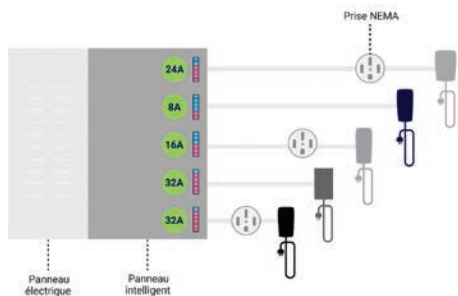 Prise NEMA
24A
8A
16A
32A
32A
Panneau
électrique
Panneau
intelligent